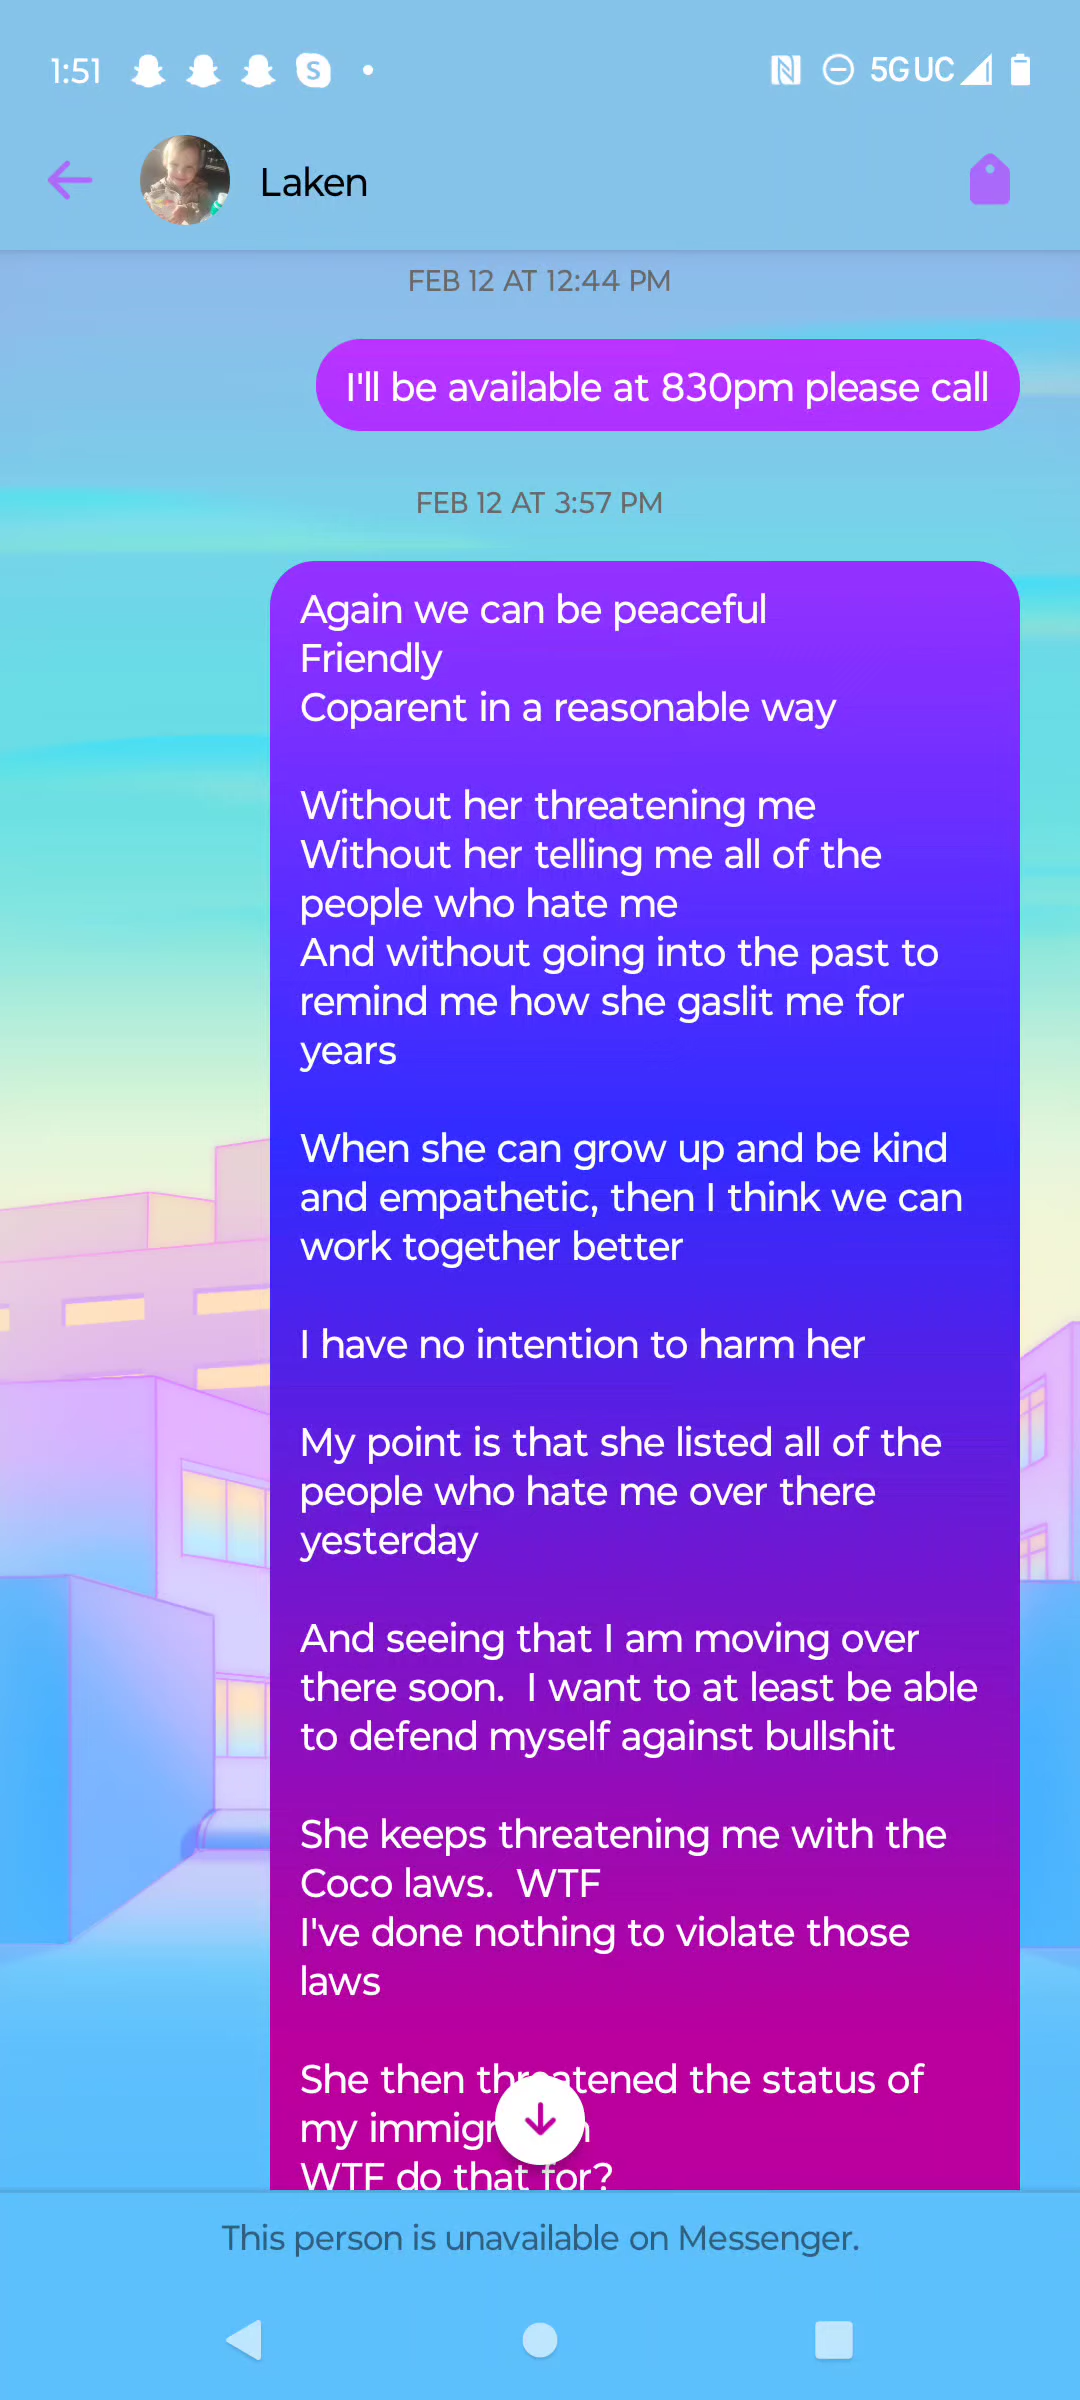 1:51
5G UC
Laken
FEB 12 AT 12:44 PM
I'll be available at 830pm please call
FEB 12 AT 3:57 PM
Again we can be peaceful
Friendly
Coparent in a reasonable way
Without her threatening me
Without her telling me all of the
people who hate me
And without going into the past to
remind me how she gaslit me for
years
When she can grow up and be kind
and empathetic, then I think we can
work together better
I have no intention to harm her
My point is that she listed all of the
people who hate me over there
yesterday
And seeing that I am moving over
there soon.  I want to at least be able
to defend myself against bullshit
She keeps threatening me with the
Coco laws.  WTF
I've done nothing to violate those
laws
She then threatened the status of
my
WTF do that for?
This person is unavailable on Messenger.